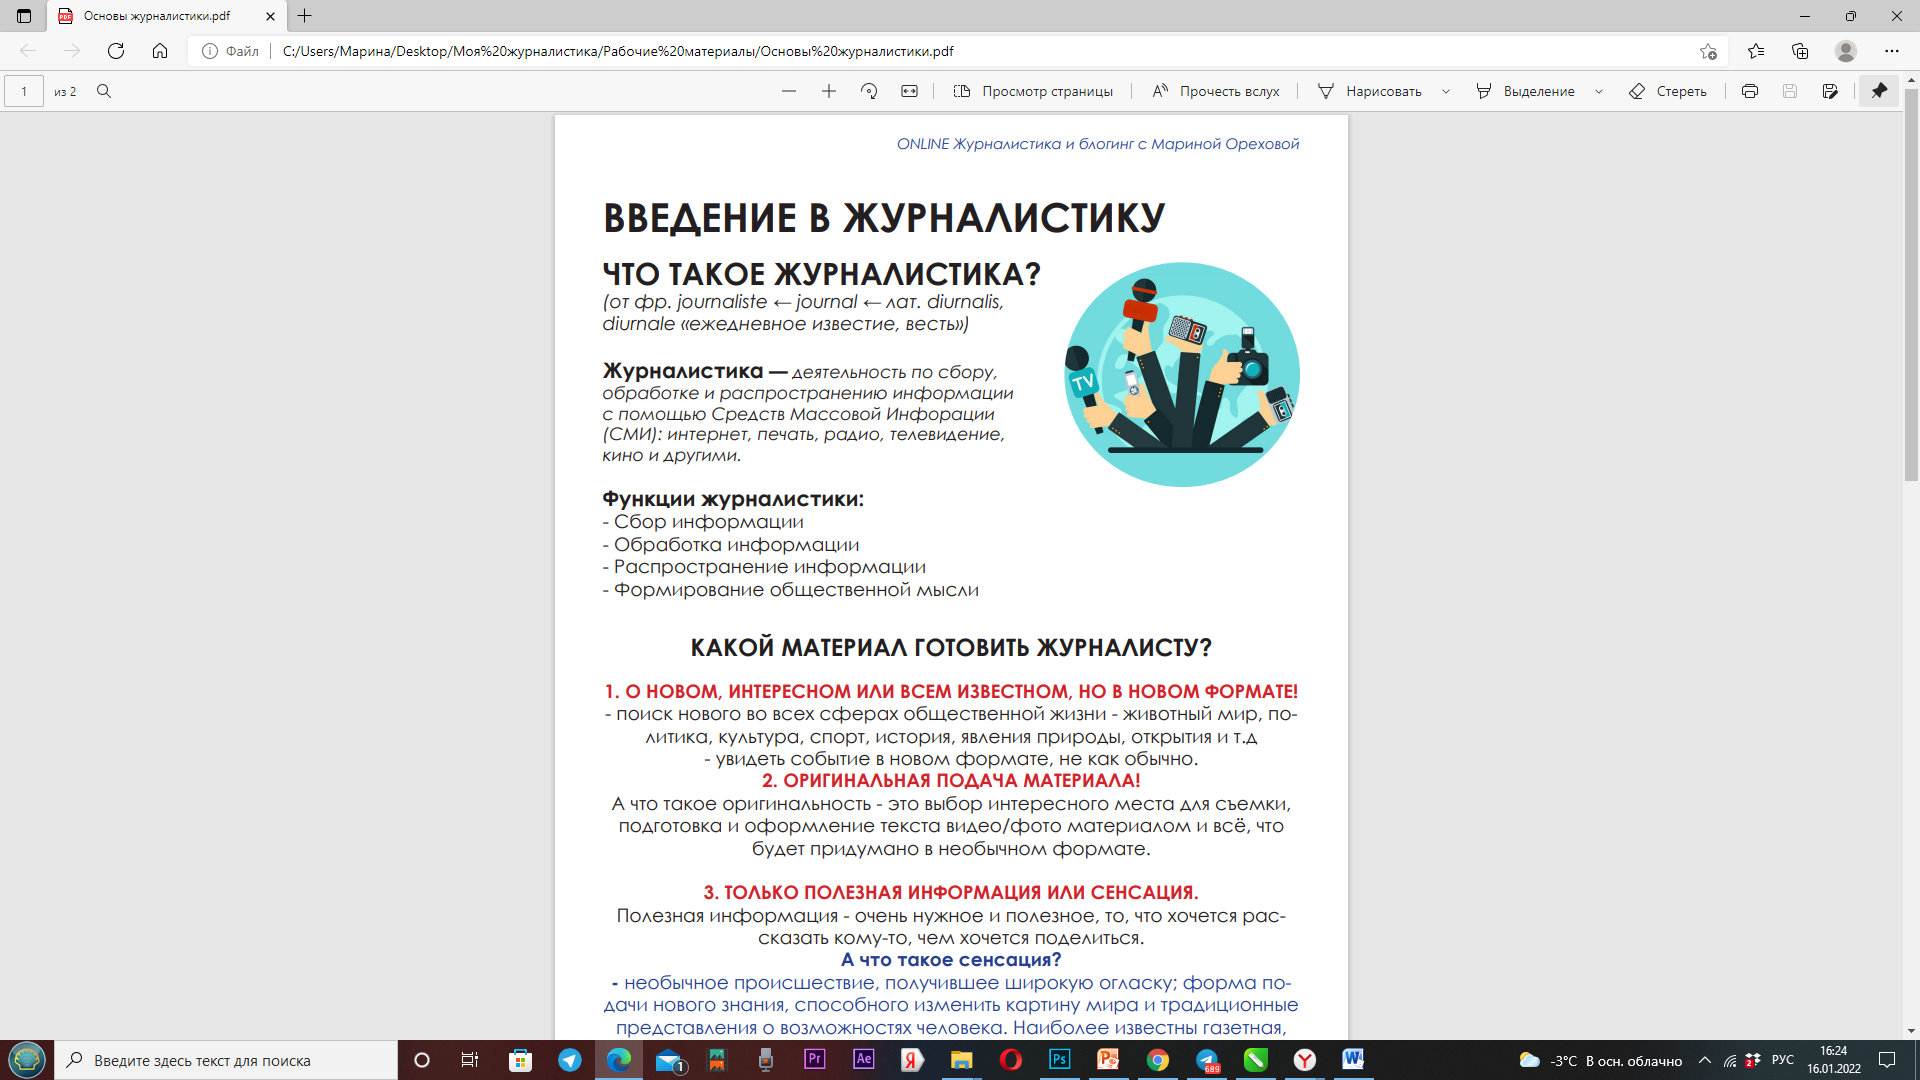 Основы журналистики.pdf
Файл C:/Users/Марина/Desktop/Моя%20журналистика/Рабочие%20материалы/Основы%20журналистики.pdf
1 из 2 Просмотр страницы Прочесть вслух Нарисовать Выделение Стереть
ONLINE Журналистика и блогинг с Мариной Ореховой
ВВЕДЕНИЕ В ЖУРНАЛИСТИКУ
ЧТО ТАКОЕ ЖУРНАЛИСТИКА?
(от фр. journaliste ← journal ← лат. diurnalis,
diurnale «ежедневное известие, весть»)
TV
Журналистика — деятельность по сбору,
обработке и распространению информации
с помощью Средств Массовой Инфорации
(СМИ): интернет, печать, радио, телевидение,
кино и другими.
Функции журналистики:
- Сбор информации
- Обработка информации
- Распространение информации
- Формирование общественной мысли
КАКОЙ МАТЕРИАЛ ГОТОВИТЬ ЖУРНАЛИСТУ?
1. О НОВОМ, ИНТЕРЕСНОМ ИЛИ ВСЕМ ИЗВЕСТНОМ, НО В НОВОМ ФОРМАТЕ!
- поиск нового во всех сферах общественной жизни - животный мир, по-
литика, культура, спорт, история, явления природы, открытия и т.д
- увидеть событие в новом формате, не как обычно.
2. ОРИГИНАЛЬНАЯ ПОДАЧА МАТЕРИАЛА!
А что такое оригинальность - это выбор интересного места для съемки,
подготовка и оформление текста видео/фото материалом и всё, что
будет придумано в необычном формате.
3. ТОЛЬКО ПОЛЕЗНАЯ ИНФОРМАЦИЯ ИЛИ СЕНСАЦИЯ.
Полезная информация - очень нужное и полезное, то, что хочется рас-
сказать кому-то, чем хочется поделиться.
А что такое сенсация?
- необычное происшествие, получившее широкую огласку; форма по-
дачи нового знания, способного изменить картину мира и традиционные
представления о возможностях человека. Наиболее известны газетная,
Введите здесь текст для поиска
1 Pr Ae Я Ps P 689 Y W
-3°C В осн. облачно 2 РУС
16:24
16.01.2022